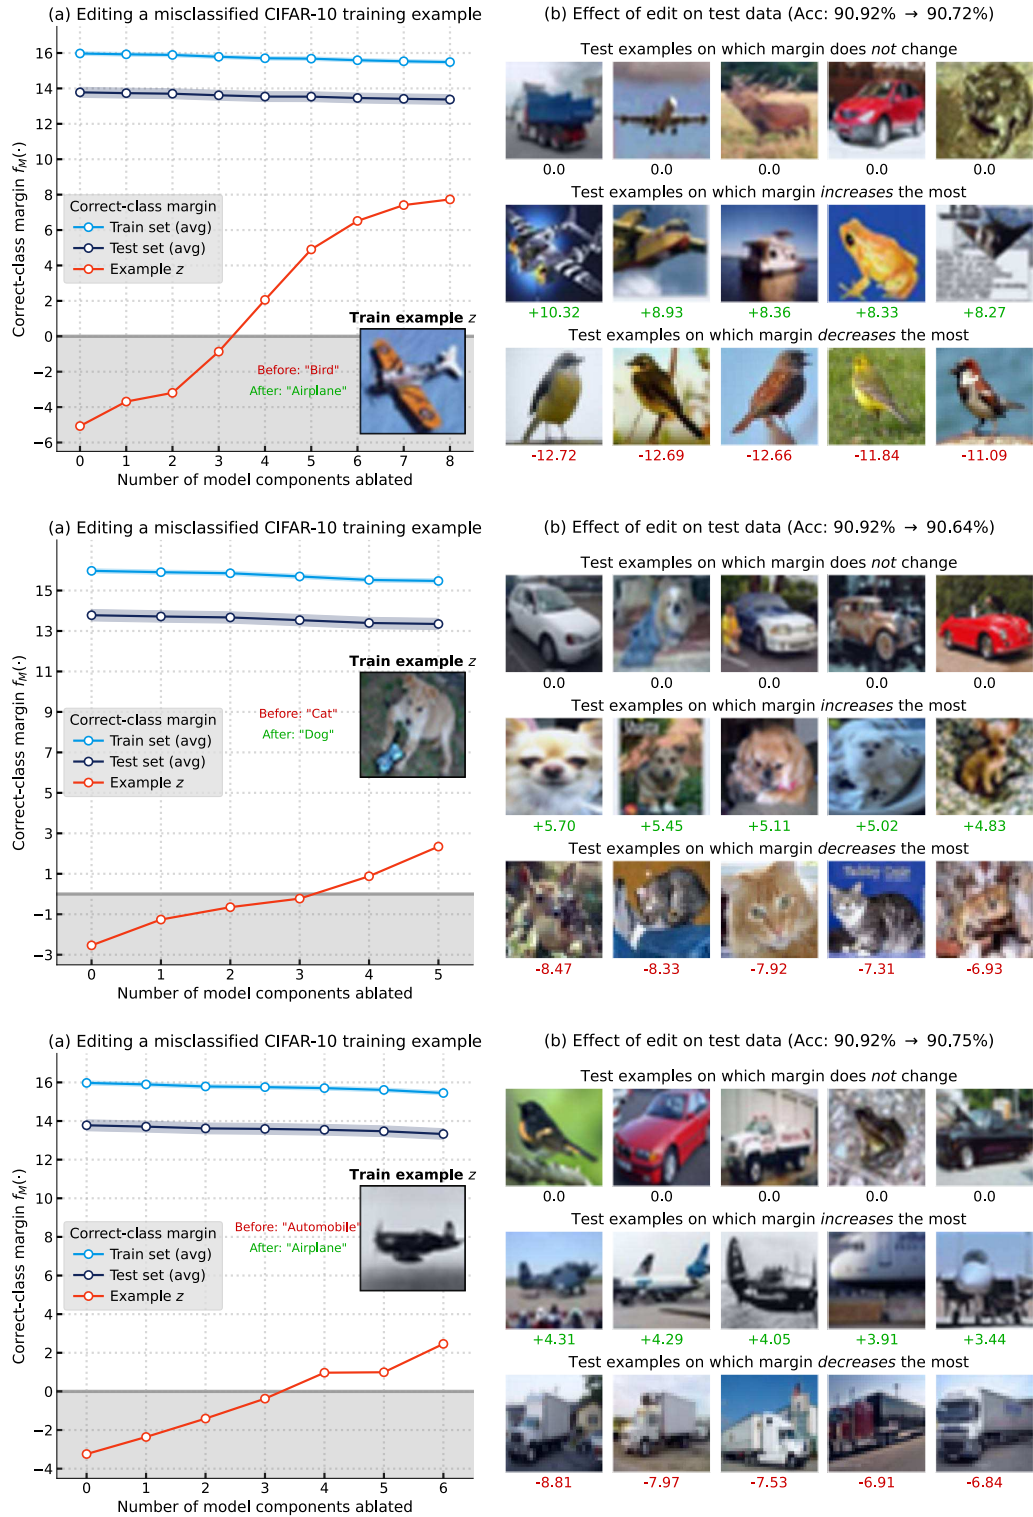 (a) Editing a misclassified CIFAR-10 training example
16
14
12
10
8
6
4
2
0
−2
−4
−6
Correct-class margin f_M(·)
Correct-class margin
Train set (avg)
Test set (avg)
Example z
Train example z
Before: "Bird"
After: "Airplane"
0 1 2 3 4 5 6 7 8
Number of model components ablated
(b) Effect of edit on test data (Acc: 90.92% → 90.72%)
Test examples on which margin does not change
0.0 0.0 0.0 0.0 0.0
Test examples on which margin increases the most
+10.32 +8.93 +8.36 +8.33 +8.27
Test examples on which margin decreases the most
-12.72 -12.69 -12.66 -11.84 -11.09
(a) Editing a misclassified CIFAR-10 training example
15
13
11
9
7
5
3
1
−1
−3
Correct-class margin f_M(·)
Train example z
Before: "Cat"
After: "Dog"
Correct-class margin
Train set (avg)
Test set (avg)
Example z
0 1 2 3 4 5
Number of model components ablated
(b) Effect of edit on test data (Acc: 90.92% → 90.64%)
Test examples on which margin does not change
0.0 0.0 0.0 0.0 0.0
Test examples on which margin increases the most
+5.70 +5.45 +5.11 +5.02 +4.83
Test examples on which margin decreases the most
-8.47 -8.33 -7.92 -7.31 -6.93
(a) Editing a misclassified CIFAR-10 training example
16
14
12
10
8
6
4
2
0
−2
−4
Correct-class margin f_M(·)
Train example z
Before: "Automobile"
After: "Airplane"
Correct-class margin
Train set (avg)
Test set (avg)
Example z
0 1 2 3 4 5 6
Number of model components ablated
(b) Effect of edit on test data (Acc: 90.92% → 90.75%)
Test examples on which margin does not change
0.0 0.0 0.0 0.0 0.0
Test examples on which margin increases the most
+4.31 +4.29 +4.05 +3.91 +3.44
Test examples on which margin decreases the most
-8.81 -7.97 -7.53 -6.91 -6.84